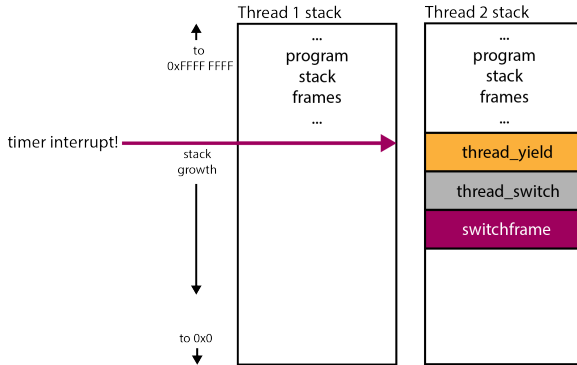 Thread 1 stack
Thread 2 stack
to
0xFFFF FFFF
...
program
stack
frames
...
...
program
stack
frames
...
timer interrupt!
stack
growth
thread_yield
thread_switch
switchframe
to 0x0